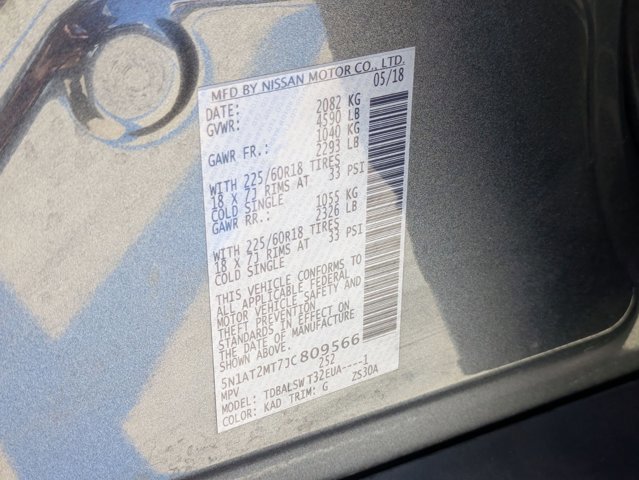 MFD BY NISSAN MOTOR CO., LTD.
DATE: 05/18
GVWR: 2082 KG
4590 LB
GAWR FR.: 1040 KG
2293 LB
WITH 225/60R18 TIRES
18 X 7J RIMS AT 33 PSI
COLD SINGLE
GAWR RR.: 1055 KG
2326 LB
WITH 225/60R18 TIRES
18 X 7J RIMS AT 33 PSI
COLD SINGLE
THIS VEHICLE CONFORMS TO
ALL APPLICABLE FEDERAL
MOTOR VEHICLE SAFETY AND
THEFT PREVENTION
STANDARDS IN EFFECT ON
THE DATE OF MANUFACTURE
SHOWN ABOVE.
5N1AT2MT7JC809566
MPV 252
MODEL: TDBALSWT32EUA----1
COLOR: KAD TRIM: G ZS30A